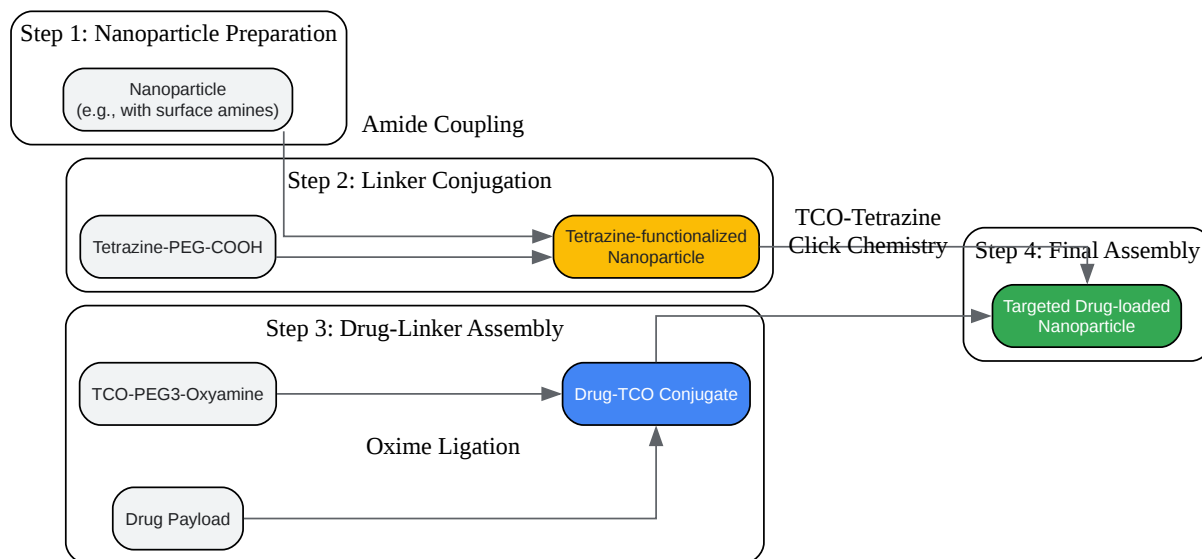 Step 1: Nanoparticle Preparation
Nanoparticle
(e.g., with surface amines)
Amide Coupling
Step 2: Linker Conjugation
Tetrazine-PEG-COOH
Tetrazine-functionalized
Nanoparticle
TCO-Tetrazine
Click Chemistry
Step 4: Final Assembly
Targeted Drug-loaded
Nanoparticle
Step 3: Drug-Linker Assembly
TCO-PEG3-Oxyamine
Drug-TCO Conjugate
Oxime Ligation
Drug Payload